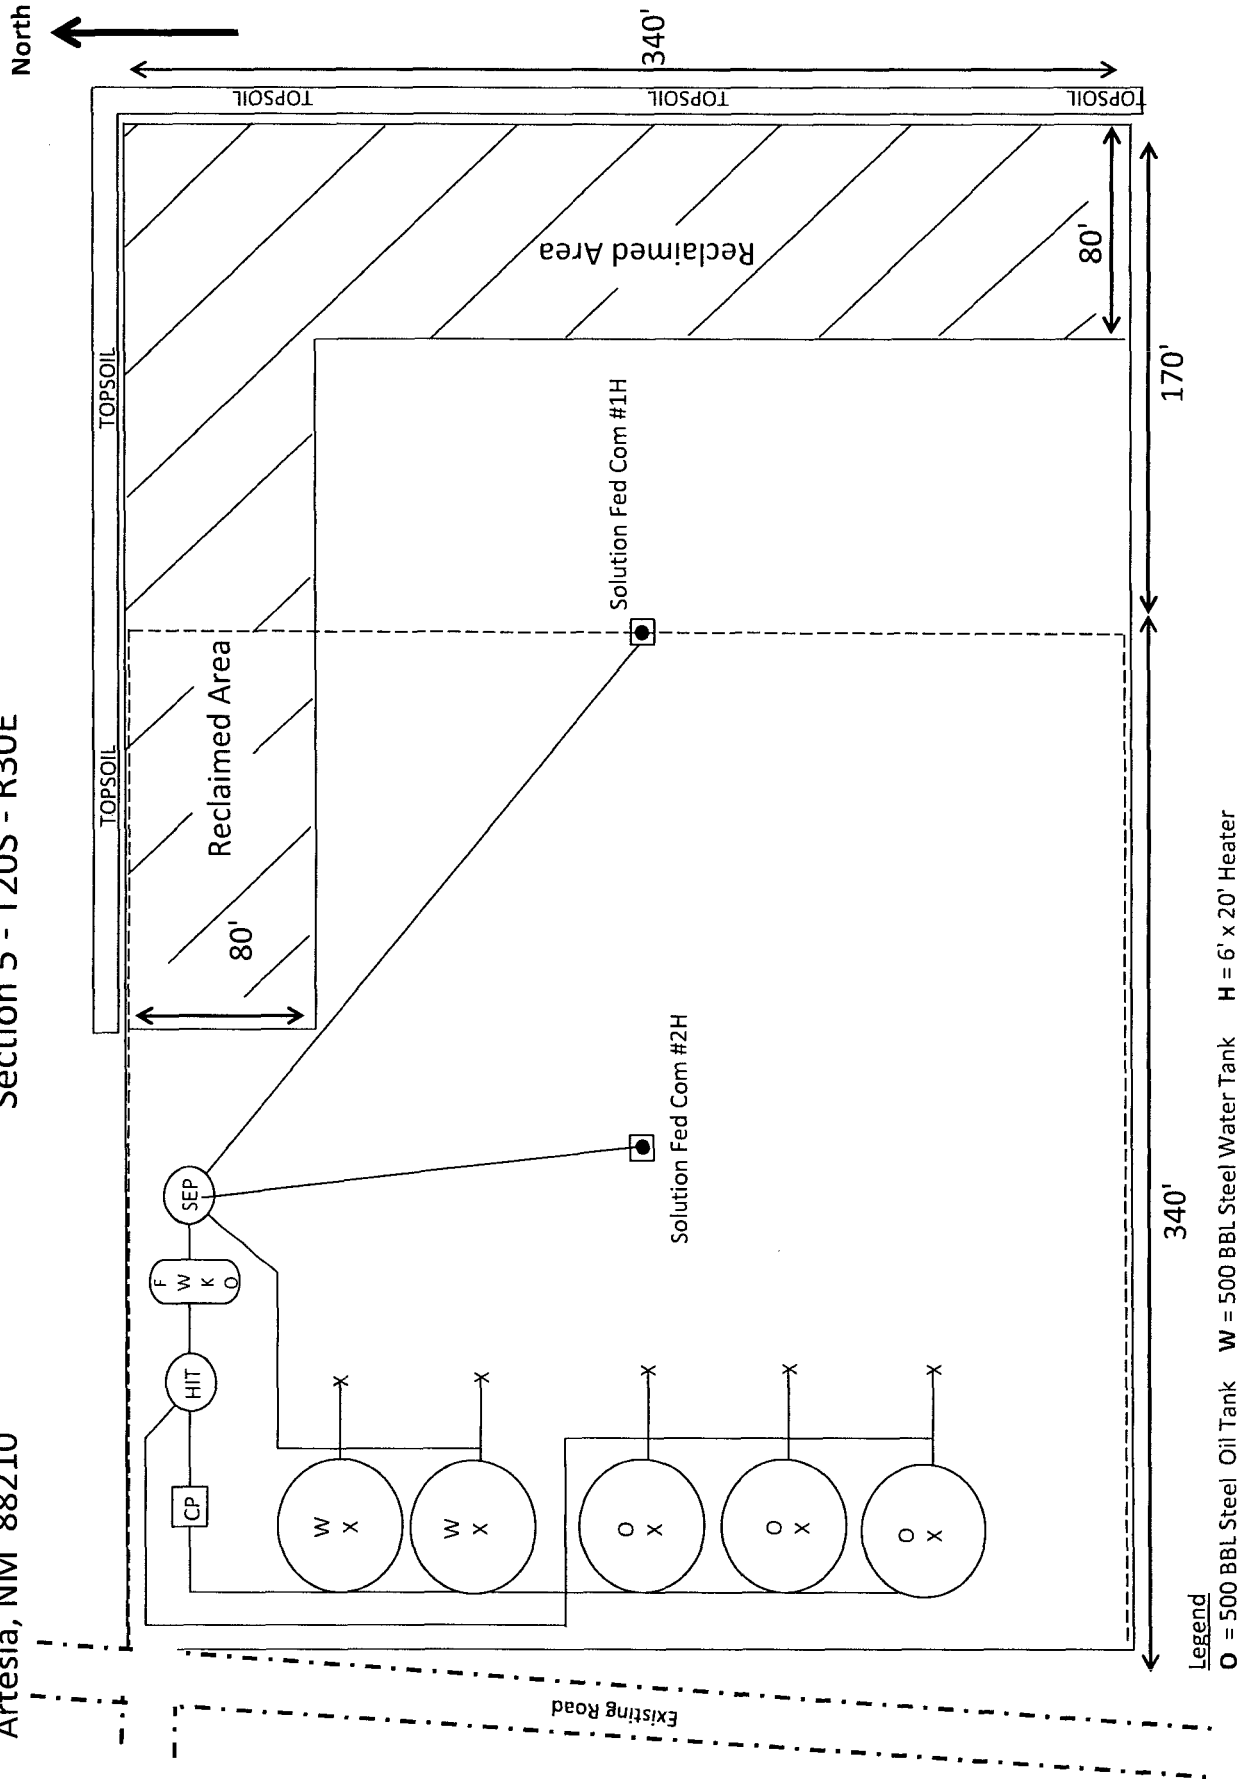 Artesia, NM 88210
Section 5 - T20S - R30E
North
TOPSOIL
TOPSOIL
TOPSOIL
TOPSOIL
TOPSOIL
340'
Reclaimed Area
Reclaimed Area
80'
80'
SEP
F
W
K
O
HIT
CP
Solution Fed Com #1H
Solution Fed Com #2H
W
X
X
W
X
X
O
X
X
O
X
X
O
X
X
Existing Road
340'
170'
Legend
O = 500 BBL Steel Oil Tank W = 500 BBL Steel Water Tank H = 6' x 20' Heater